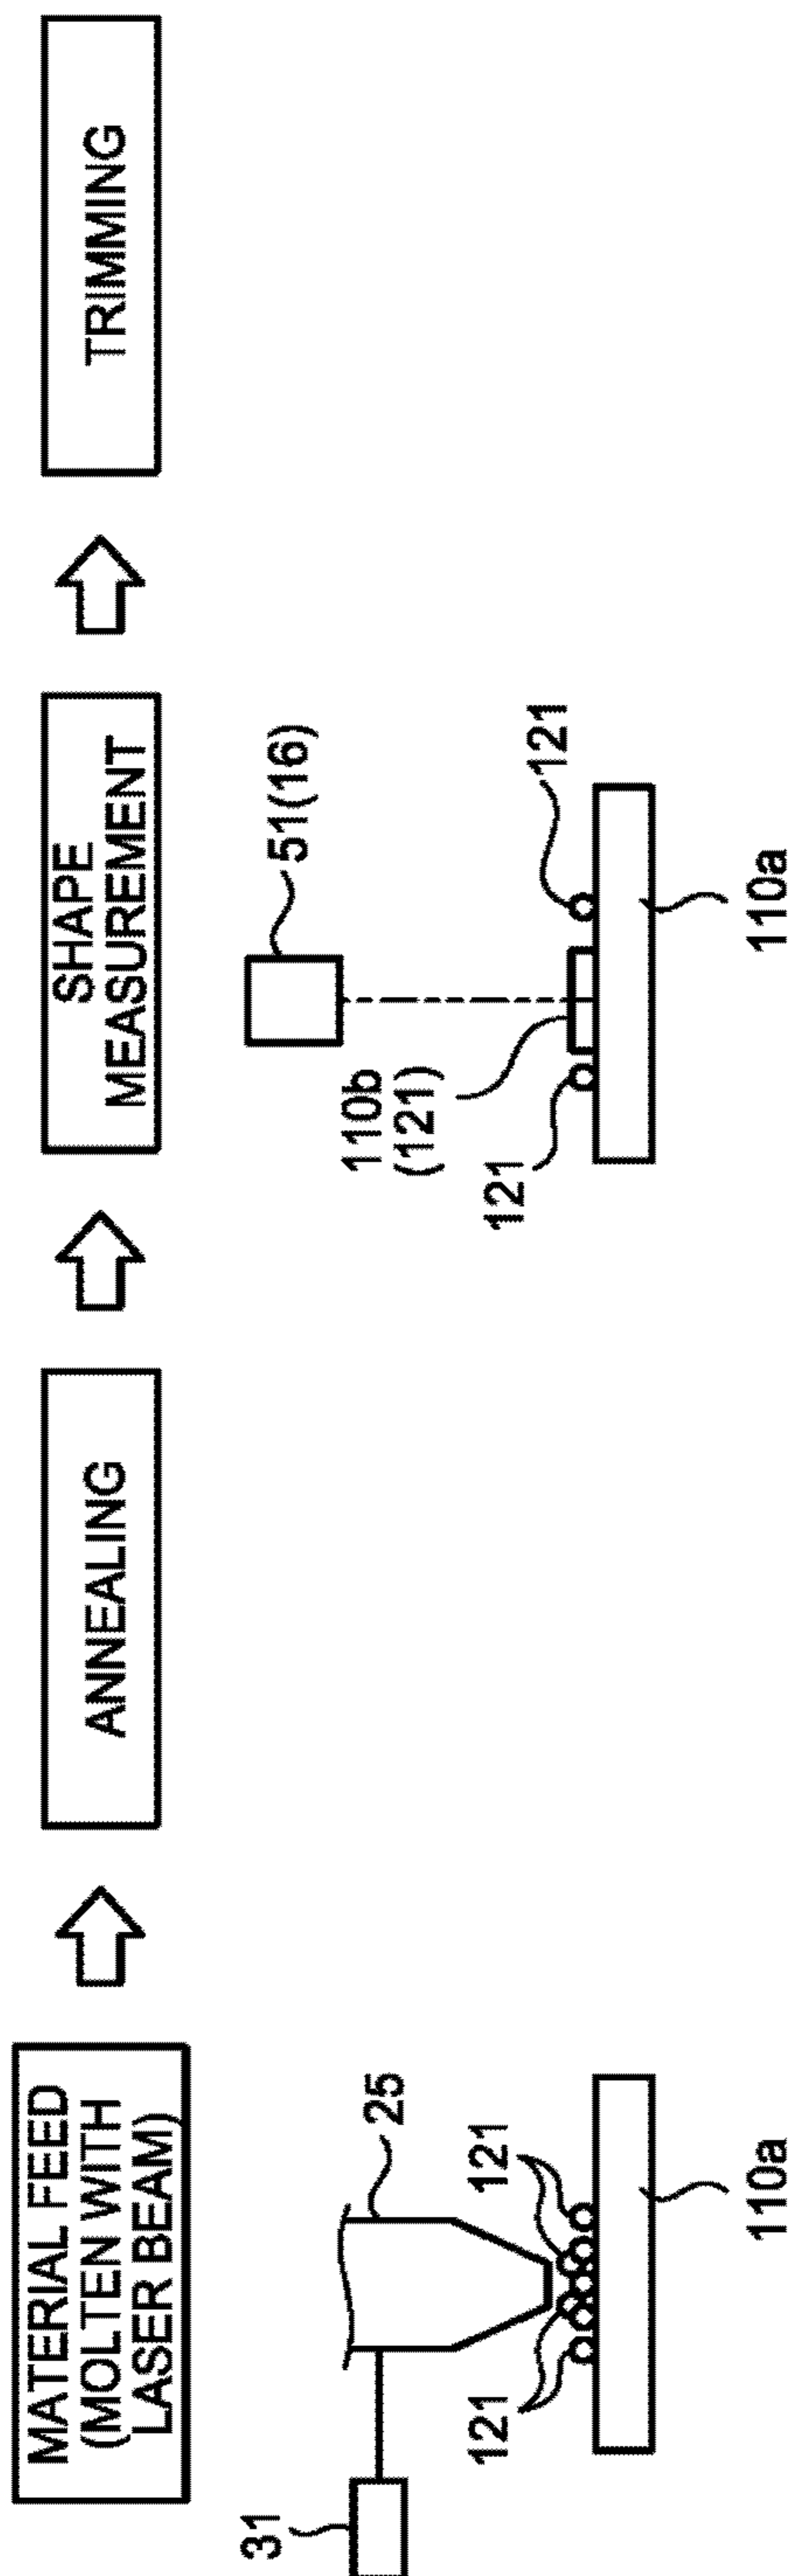 MATERIAL FEED
(MOLTEN WITH
LASER BEAM)
ANNEALING
SHAPE
MEASUREMENT
TRIMMING
31
25
121
121
110a
51(16)
110b
(121)
121
121
110a